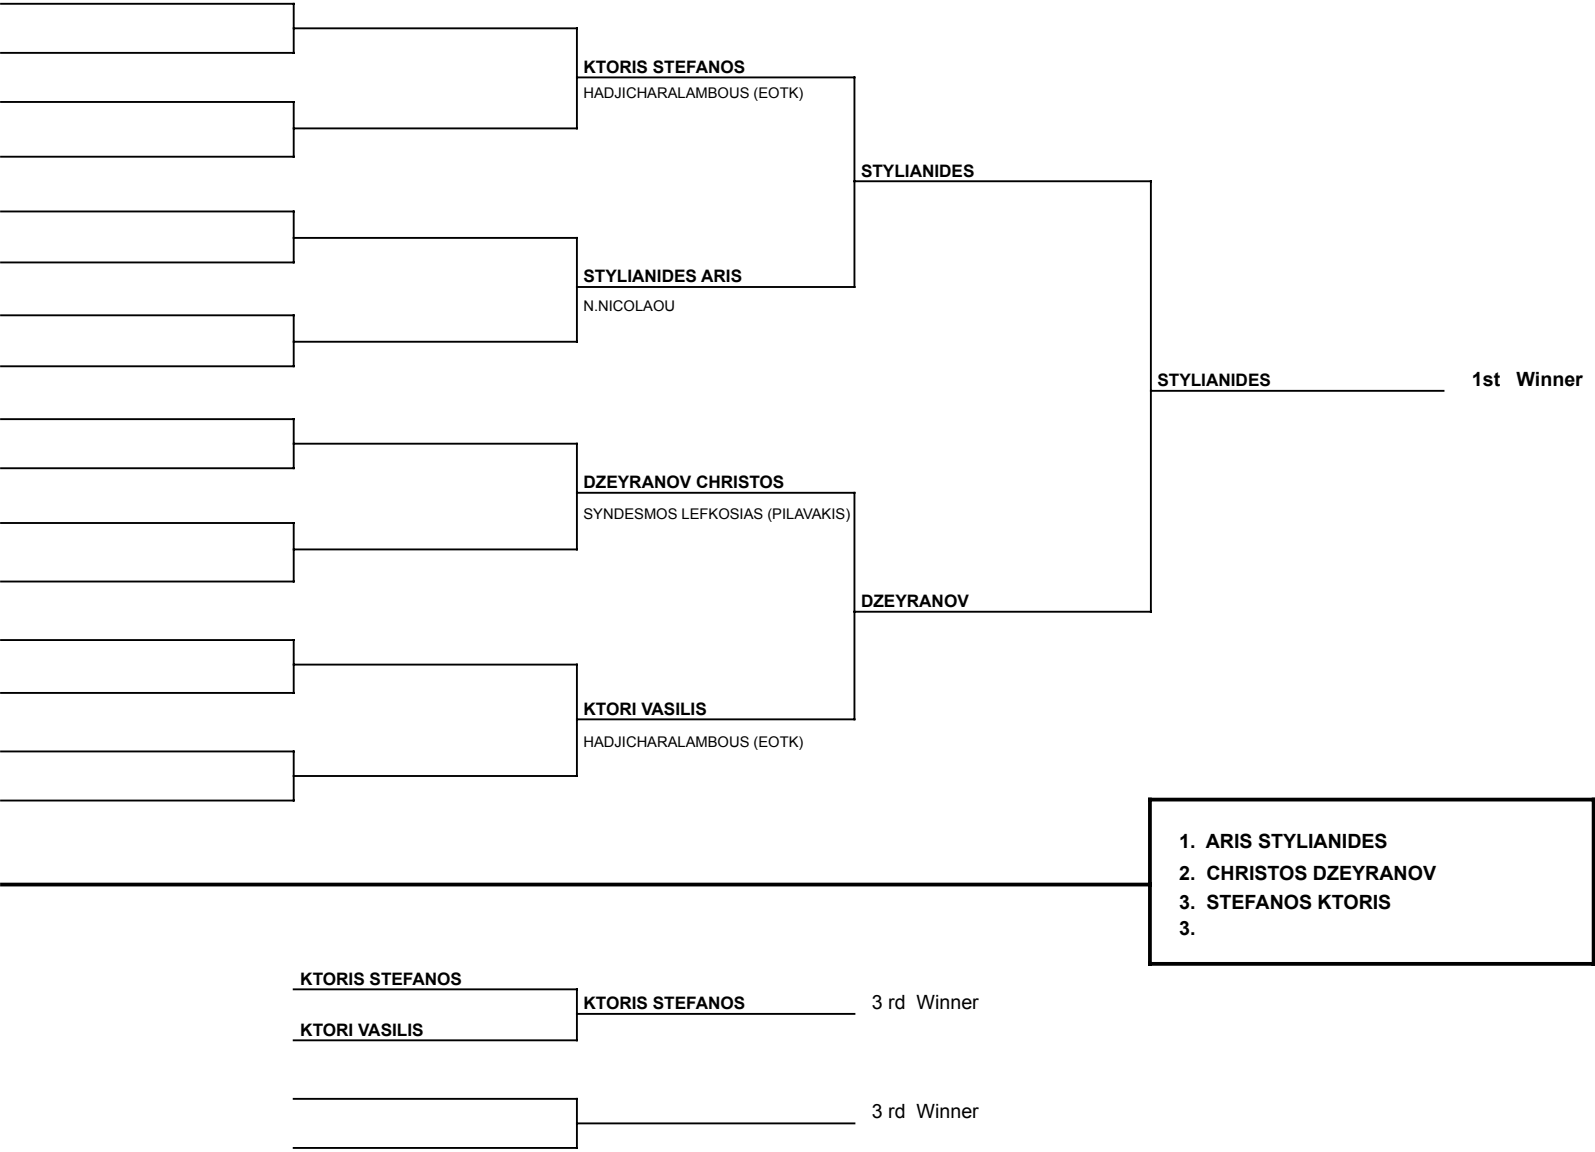 KTORIS STEFANOS
HADJICHARALAMBOUS (EOTK)
STYLIANIDES
STYLIANIDES ARIS
N.NICOLAOU
STYLIANIDES
1st Winner
DZEYRANOV CHRISTOS
SYNDESMOS LEFKOSIAS (PILAVAKIS)
DZEYRANOV
KTORI VASILIS
HADJICHARALAMBOUS (EOTK)
1. ARIS STYLIANIDES
2. CHRISTOS DZEYRANOV
3. STEFANOS KTORIS
3.
KTORIS STEFANOS
KTORIS STEFANOS
3 rd Winner
KTORI VASILIS
3 rd Winner